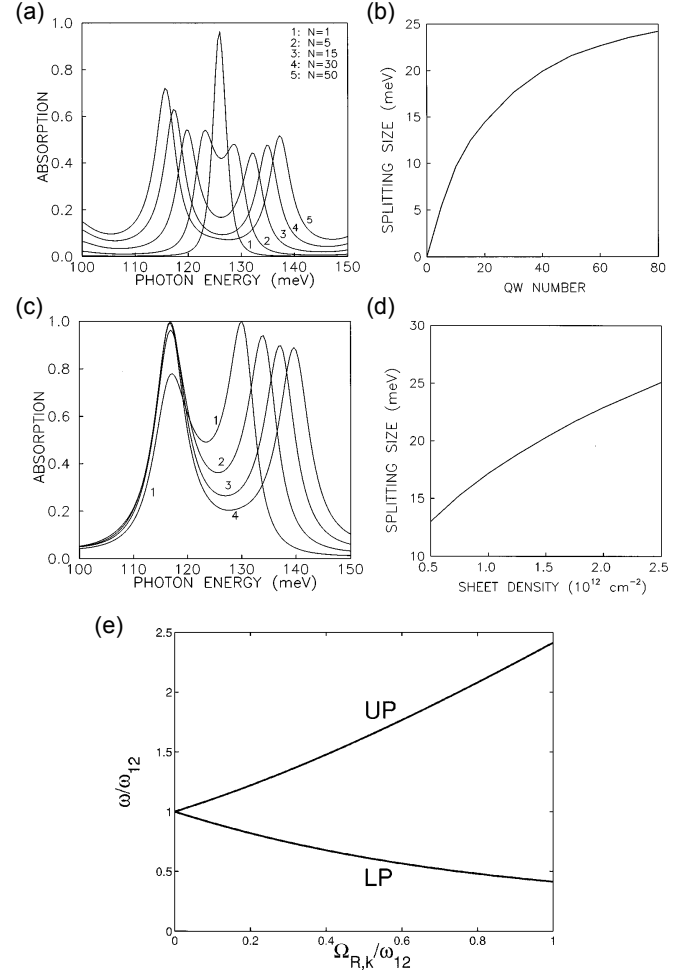 (a)
1.0
0.8
0.6
0.4
0.2
0.0
ABSORPTION
1: N=1
2: N=5
3: N=15
4: N=30
5: N=50
1 2 3 4 5
100 110 120 130 140 150
PHOTON ENERGY (meV)
(b)
25
20
15
10
5
0
SPLITTING SIZE (meV)
0 20 40 60 80
QW NUMBER
(c)
1.0
0.8
0.6
0.4
0.2
0.0
ABSORPTION
1
2
3
4
1
100 110 120 130 140 150
PHOTON ENERGY (meV)
(d)
30
25
20
15
10
SPLITTING SIZE (meV)
0.5 1.0 1.5 2.0 2.5
SHEET DENSITY (10¹² cm⁻²)
(e)
2.5
2
1.5
1
0.5
0
ω/ω₁₂
UP
LP
0 0.2 0.4 0.6 0.8 1
Ω_{R,k}/ω₁₂